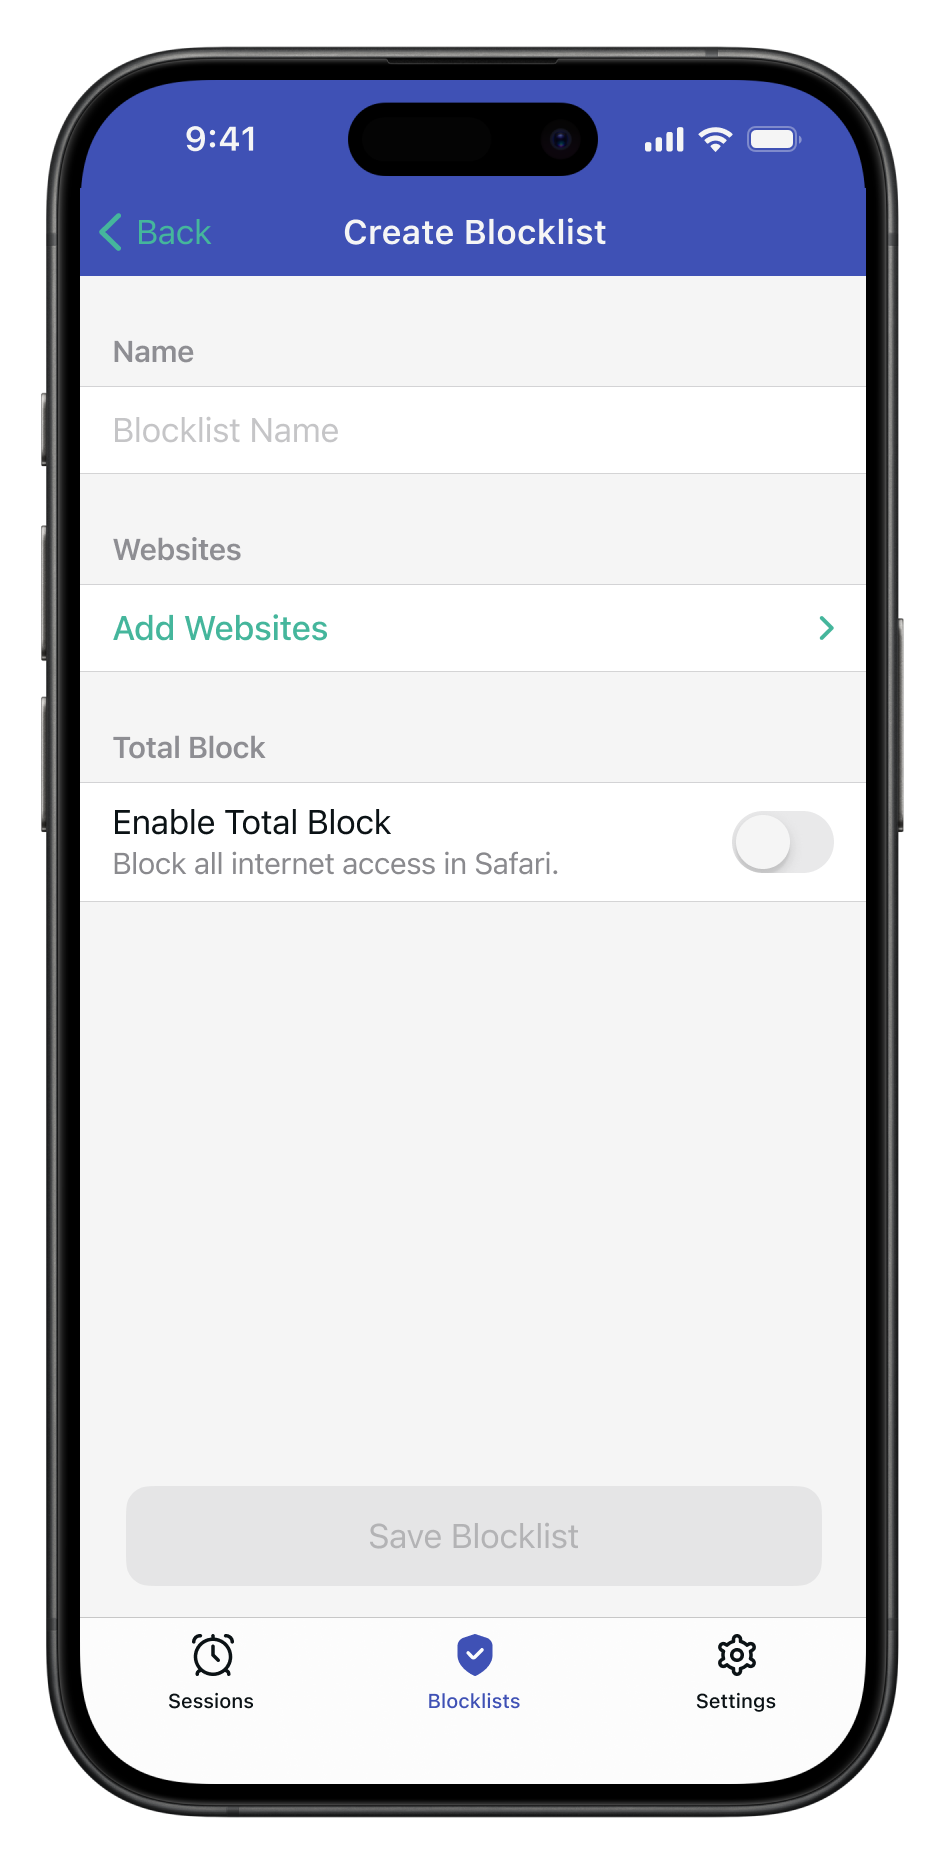 9:41
Back
Create Blocklist
Name
Blocklist Name
Websites
Add Websites
Total Block
Enable Total Block
Block all internet access in Safari.
Save Blocklist
Sessions
Blocklists
Settings